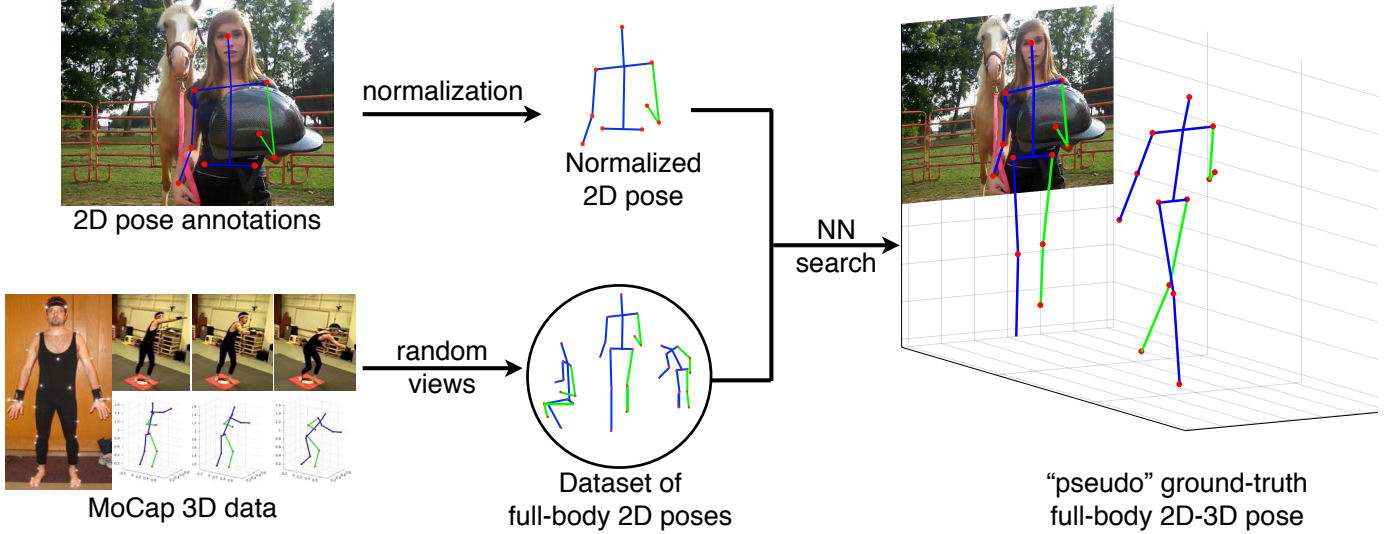 normalization
Normalized
2D pose
2D pose annotations
NN
search
random
views
MoCap 3D data
Dataset of
full-body 2D poses
“pseudo” ground-truth
full-body 2D-3D pose